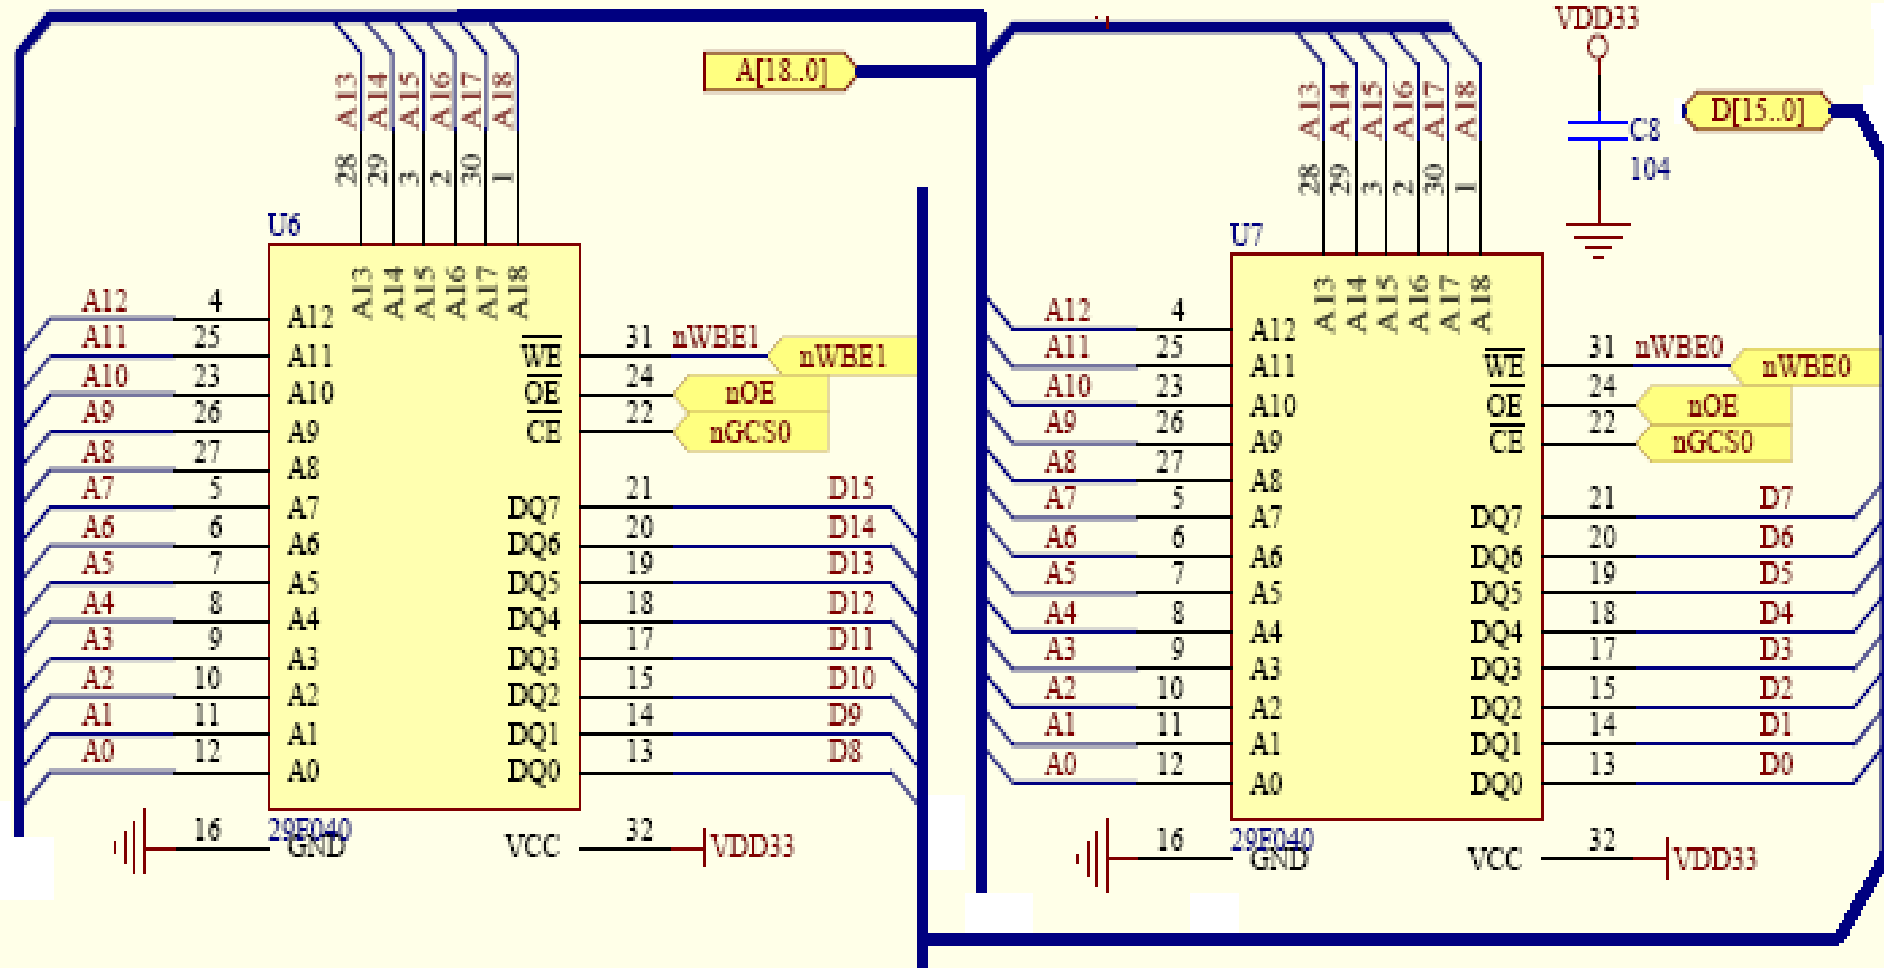 A[18..0]
VDD33
C8
104
D[15..0]
A13 A14 A15 A16 A17 A18
28 29 3 2 30 1
U6
A13 A14 A15 A16 A17 A18
A12 4 A12
A11 25 A11
A10 23 A10
A9 26 A9
A8 27 A8
A7 5 A7
A6 6 A6
A5 7 A5
A4 8 A4
A3 9 A3
A2 10 A2
A1 11 A1
A0 12 A0
WE 31 nWBE1 nWBE1
OE 24 nOE
CE 22 nGCS0
DQ7 21 D15
DQ6 20 D14
DQ5 19 D13
DQ4 18 D12
DQ3 17 D11
DQ2 15 D10
DQ1 14 D9
DQ0 13 D8
29F040
16 GND
VCC 32 VDD33
A13 A14 A15 A16 A17 A18
28 29 3 2 30 1
U7
A13 A14 A15 A16 A17 A18
A12 4 A12
A11 25 A11
A10 23 A10
A9 26 A9
A8 27 A8
A7 5 A7
A6 6 A6
A5 7 A5
A4 8 A4
A3 9 A3
A2 10 A2
A1 11 A1
A0 12 A0
WE 31 nWBE0 nWBE0
OE 24 nOE
CE 22 nGCS0
DQ7 21 D7
DQ6 20 D6
DQ5 19 D5
DQ4 18 D4
DQ3 17 D3
DQ2 15 D2
DQ1 14 D1
DQ0 13 D0
29F040
16 GND
VCC 32 VDD33